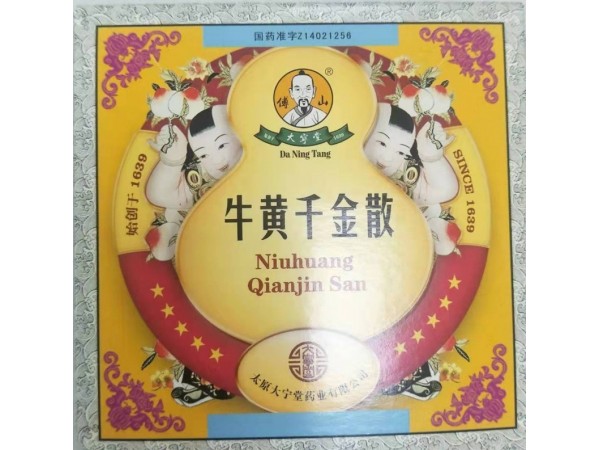 国药准字Z14021256
傅山
大宁堂
Da Ning Tang
始创于1639
SINCE 1639
牛黄千金散
Niuhuang
Qianjin San
太原大宁堂药业有限公司